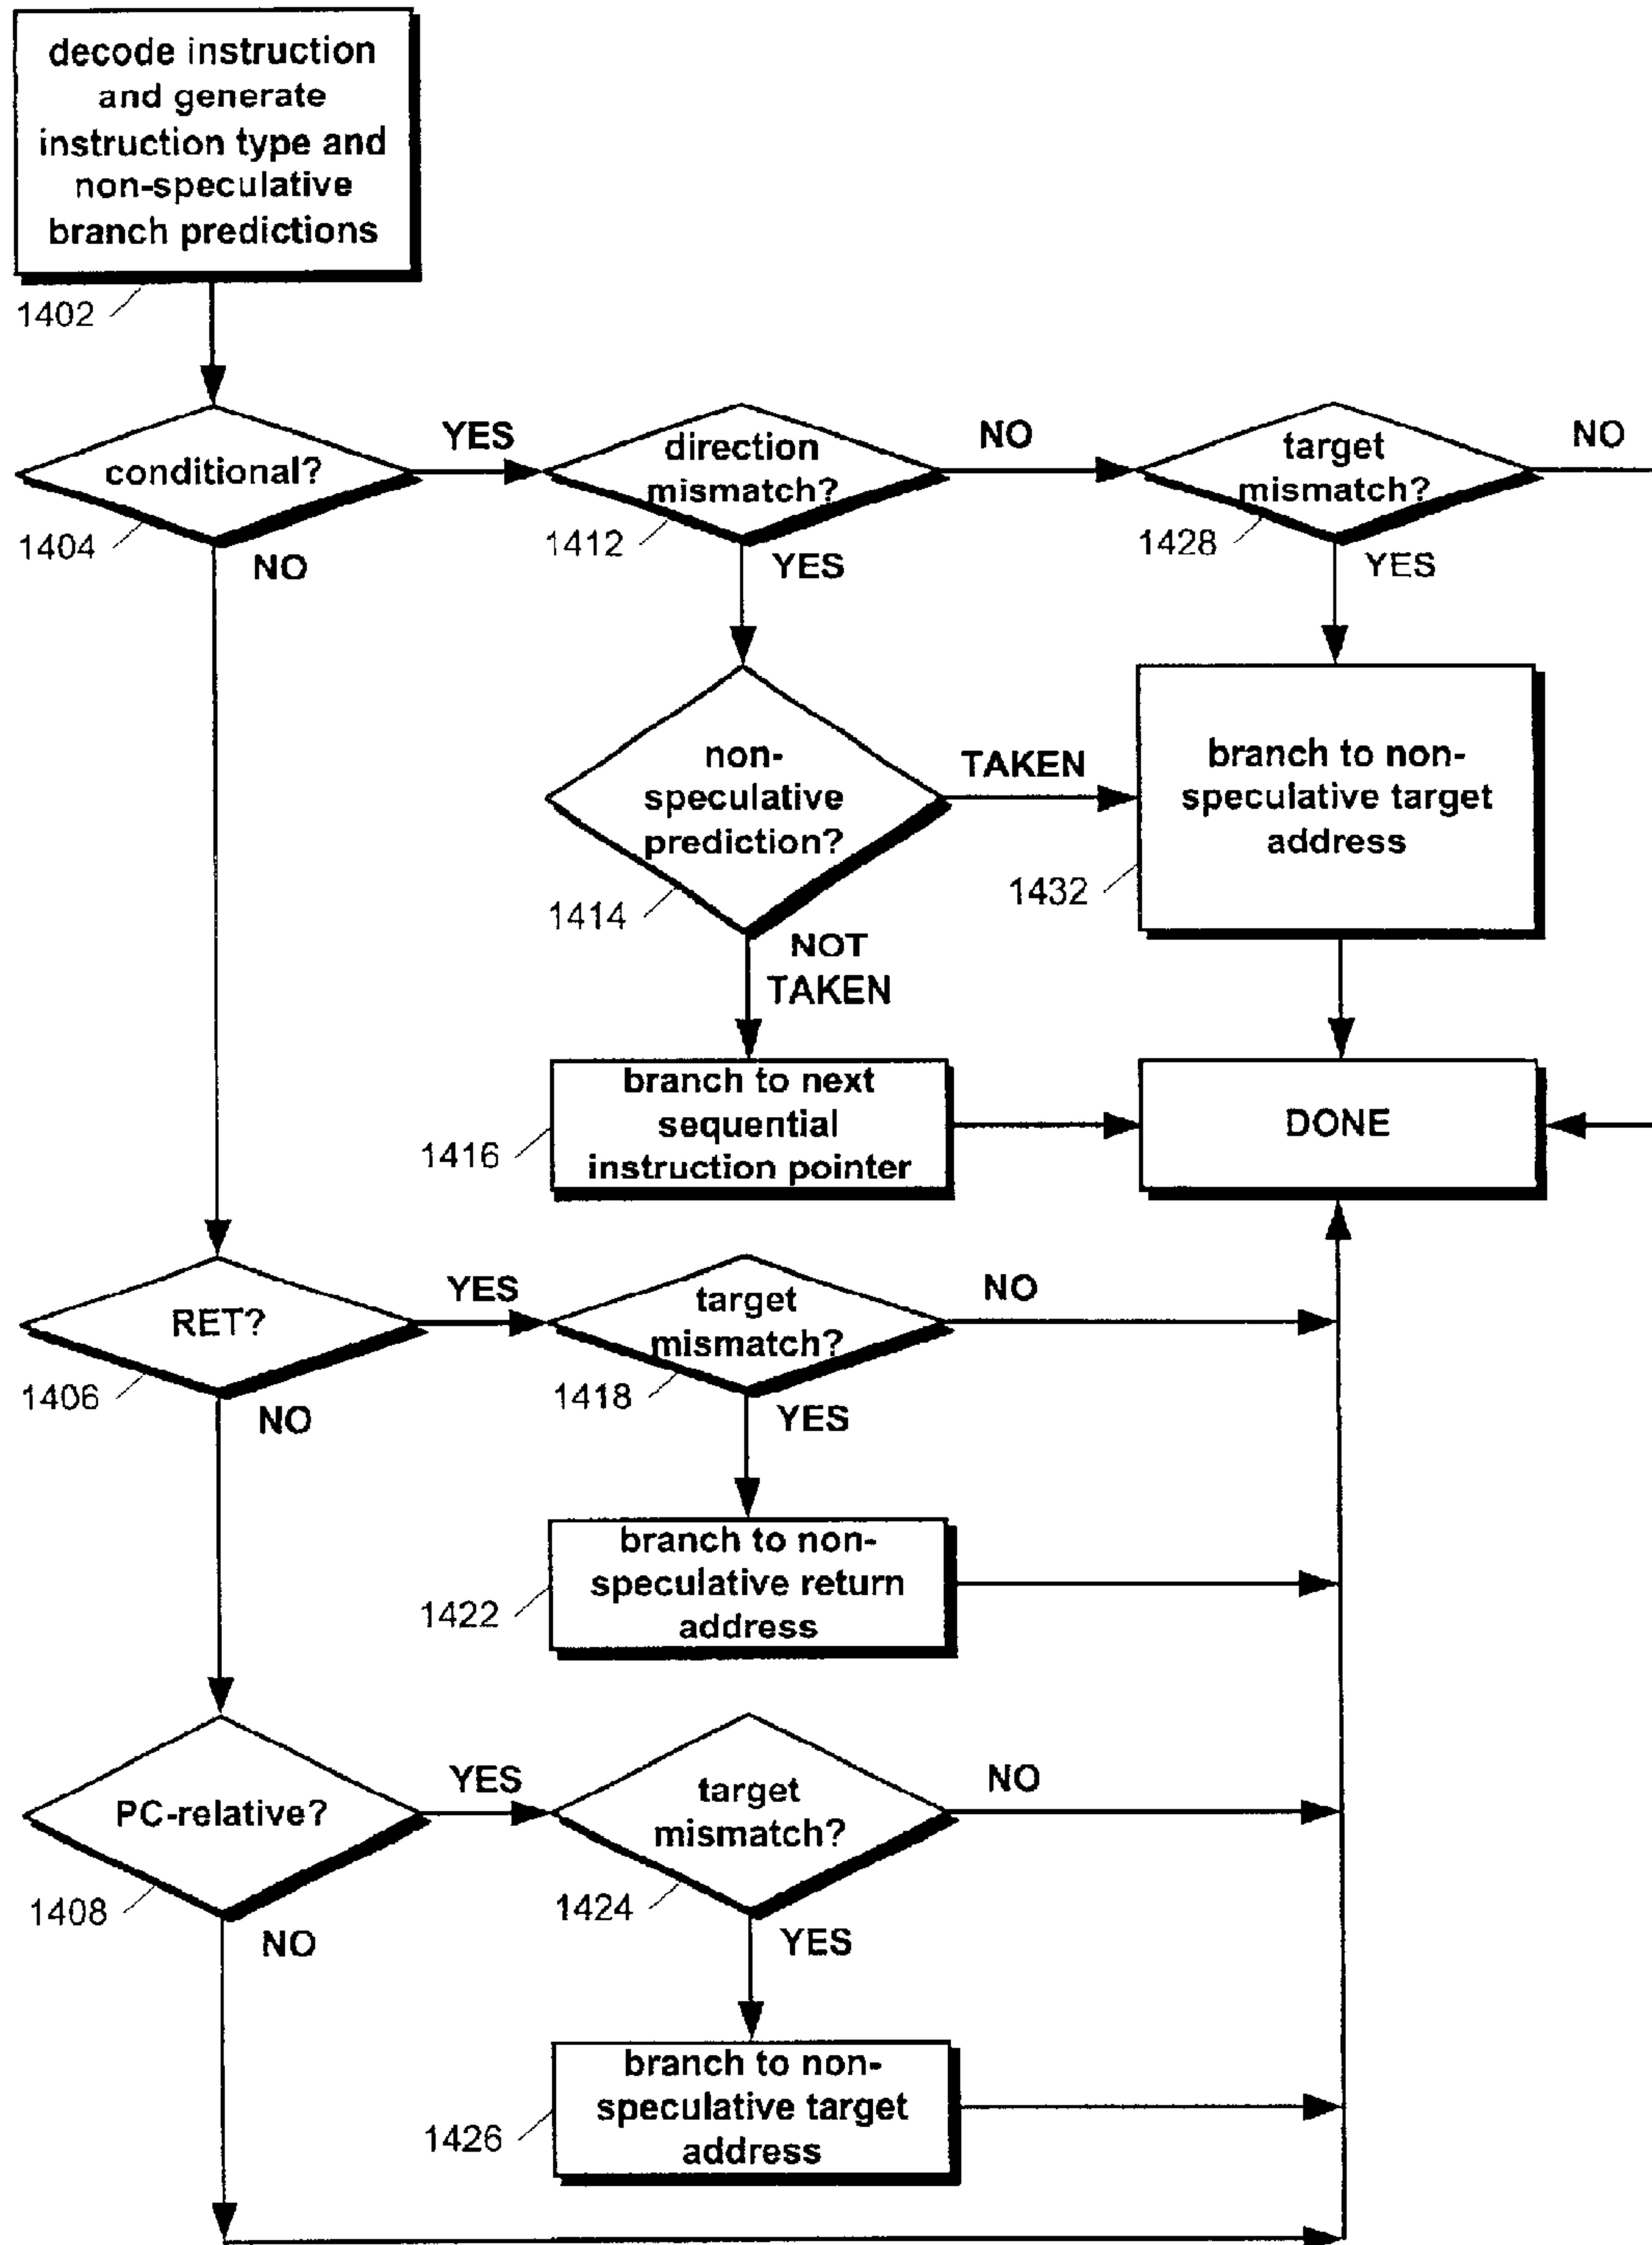 decode instruction
and generate
instruction type and
non-speculative
branch predictions
1402
conditional?
1404
YES
NO
direction
mismatch?
1412
NO
YES
target
mismatch?
1428
NO
YES
non-
speculative
prediction?
1414
TAKEN
NOT
TAKEN
branch to non-
speculative target
address
1432
branch to next
sequential
instruction pointer
1416
DONE
RET?
1406
YES
NO
target
mismatch?
1418
NO
YES
branch to non-
speculative return
address
1422
PC-relative?
1408
YES
NO
target
mismatch?
1424
NO
YES
branch to non-
speculative target
address
1426